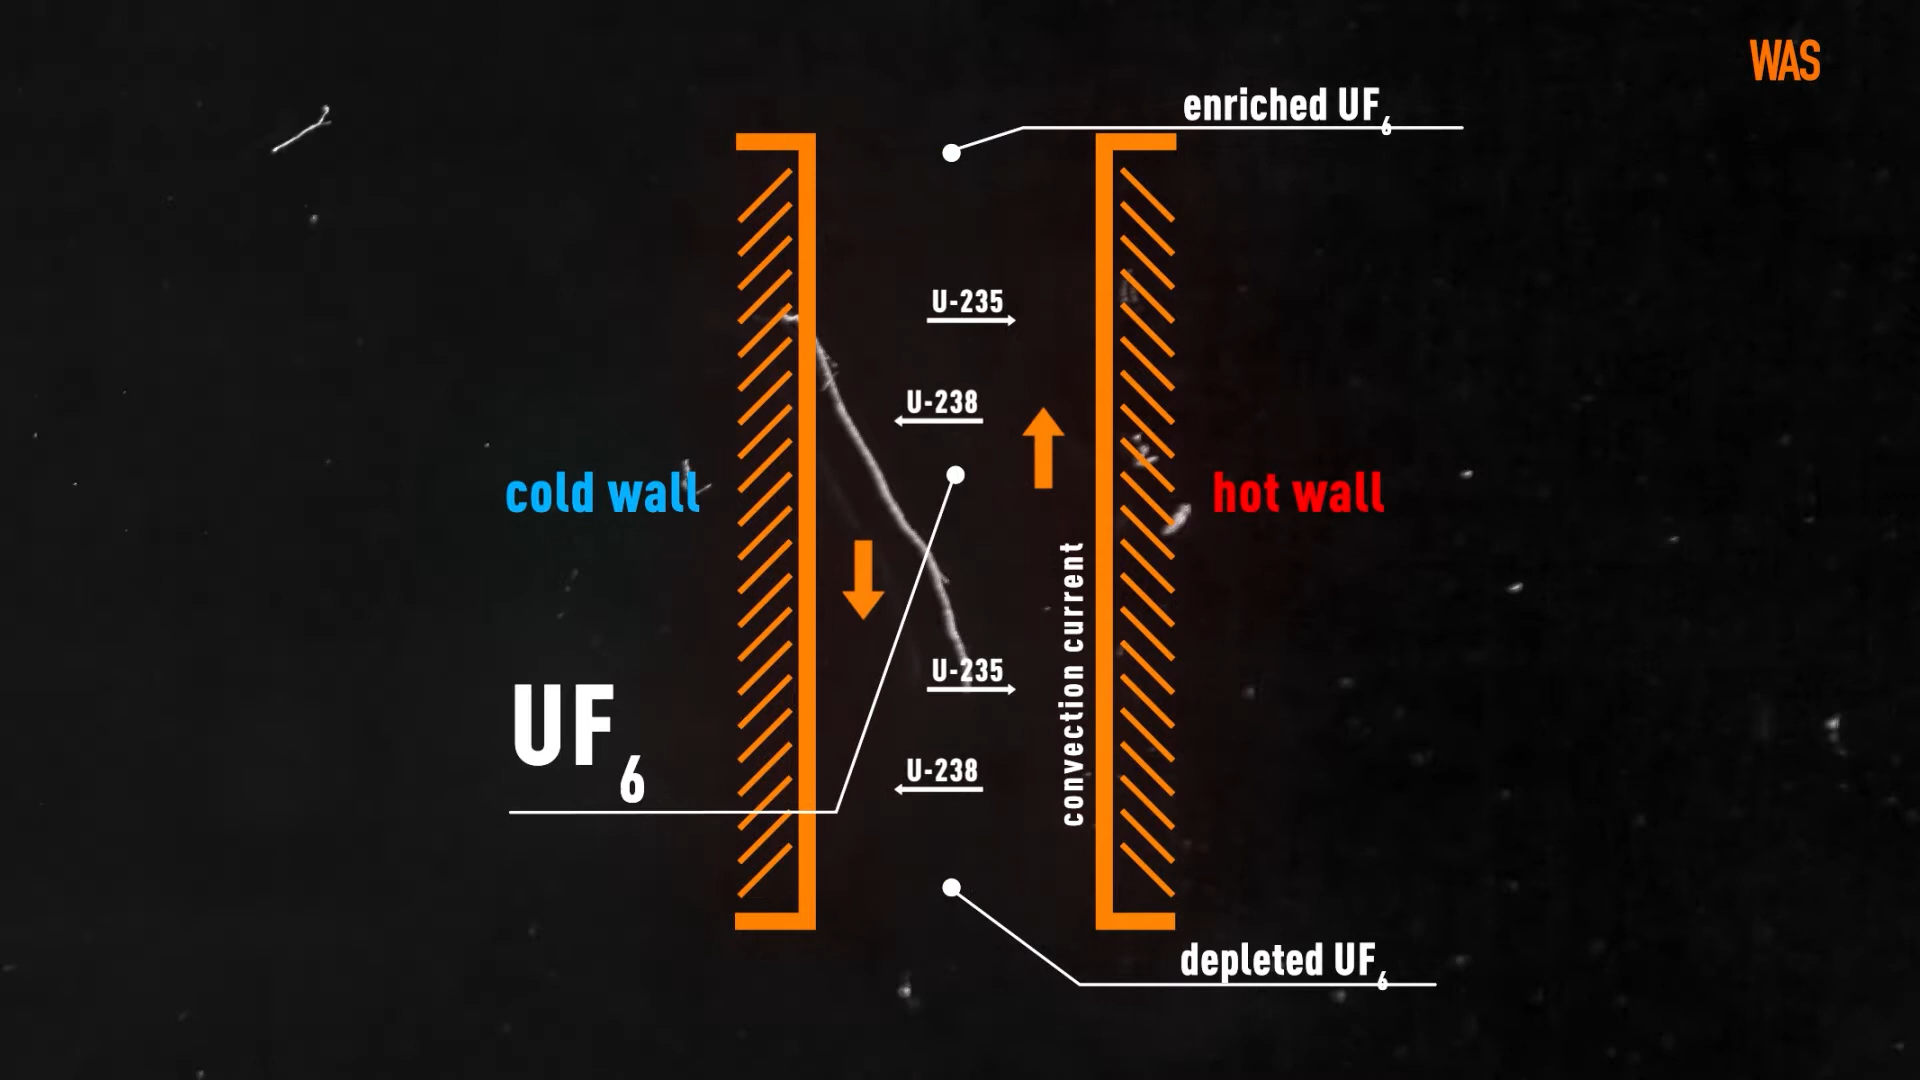 WAS
enriched UF6
U-235
U-238
cold wall
hot wall
convection current
U-235
UF6
U-238
depleted UF6